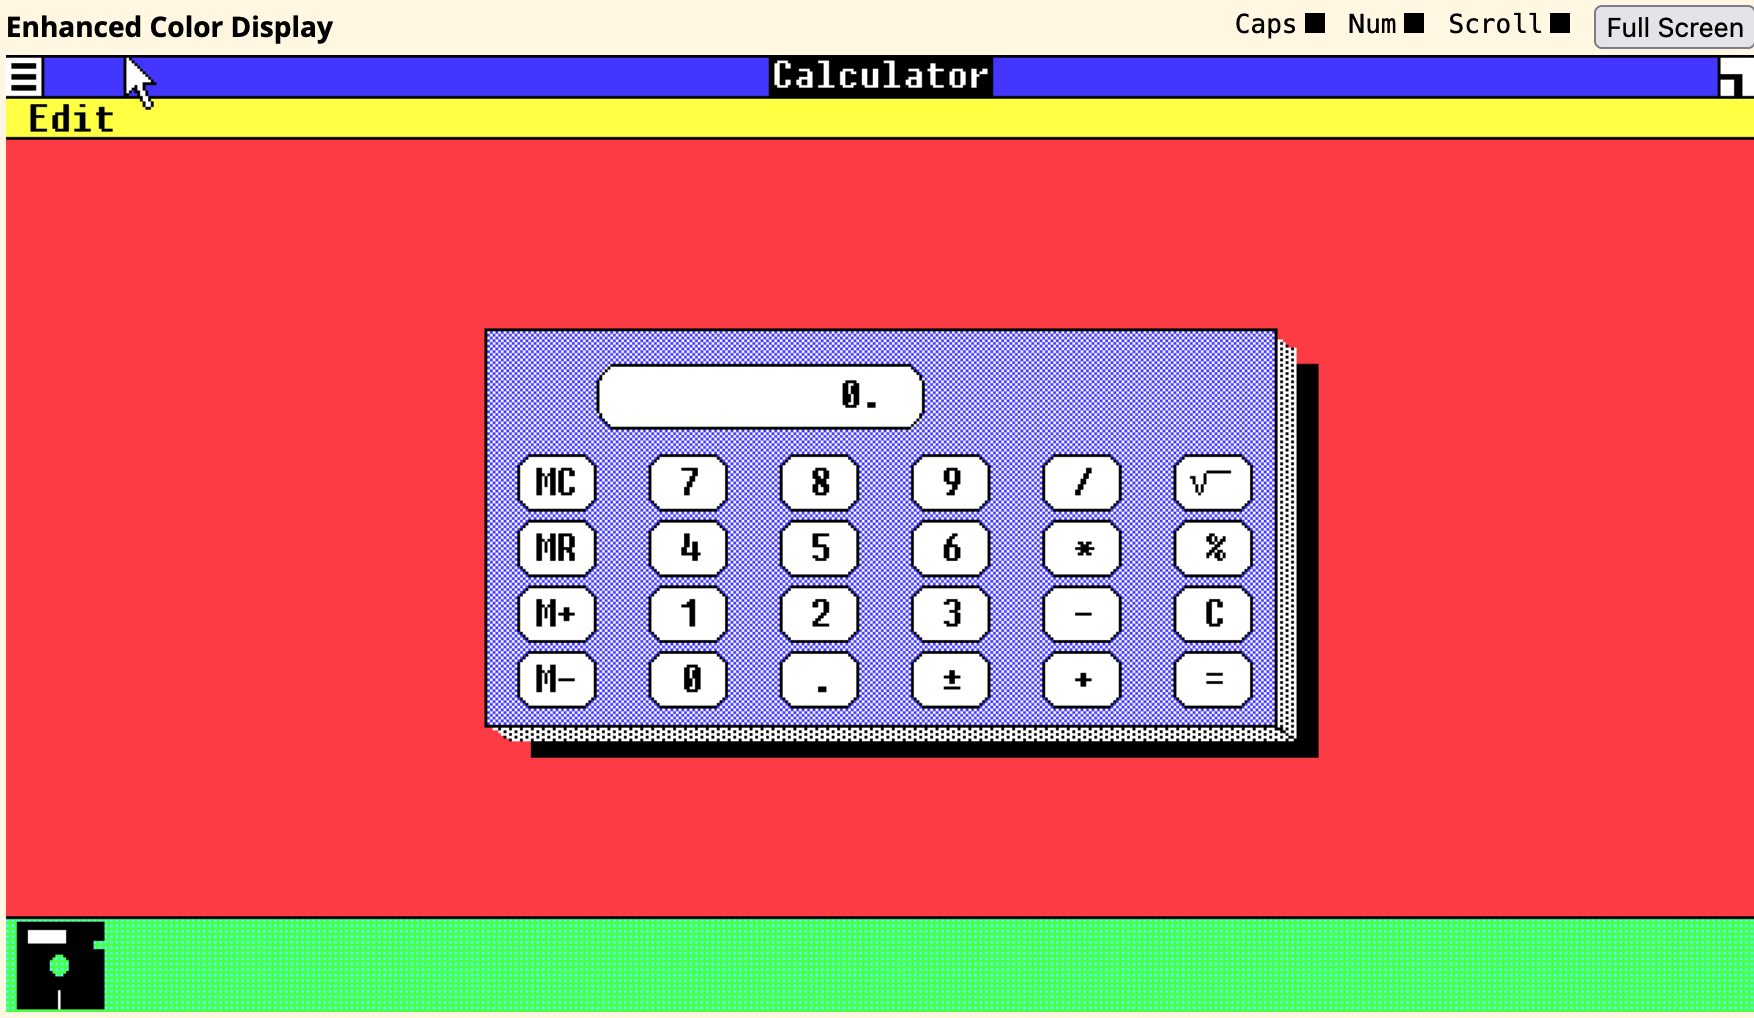 Enhanced Color Display
Caps Num Scroll Full Screen
Calculator
Edit
0.
MC 7 8 9 / √
MR 4 5 6 * %
M+ 1 2 3 - C
M- 0 . ± + =